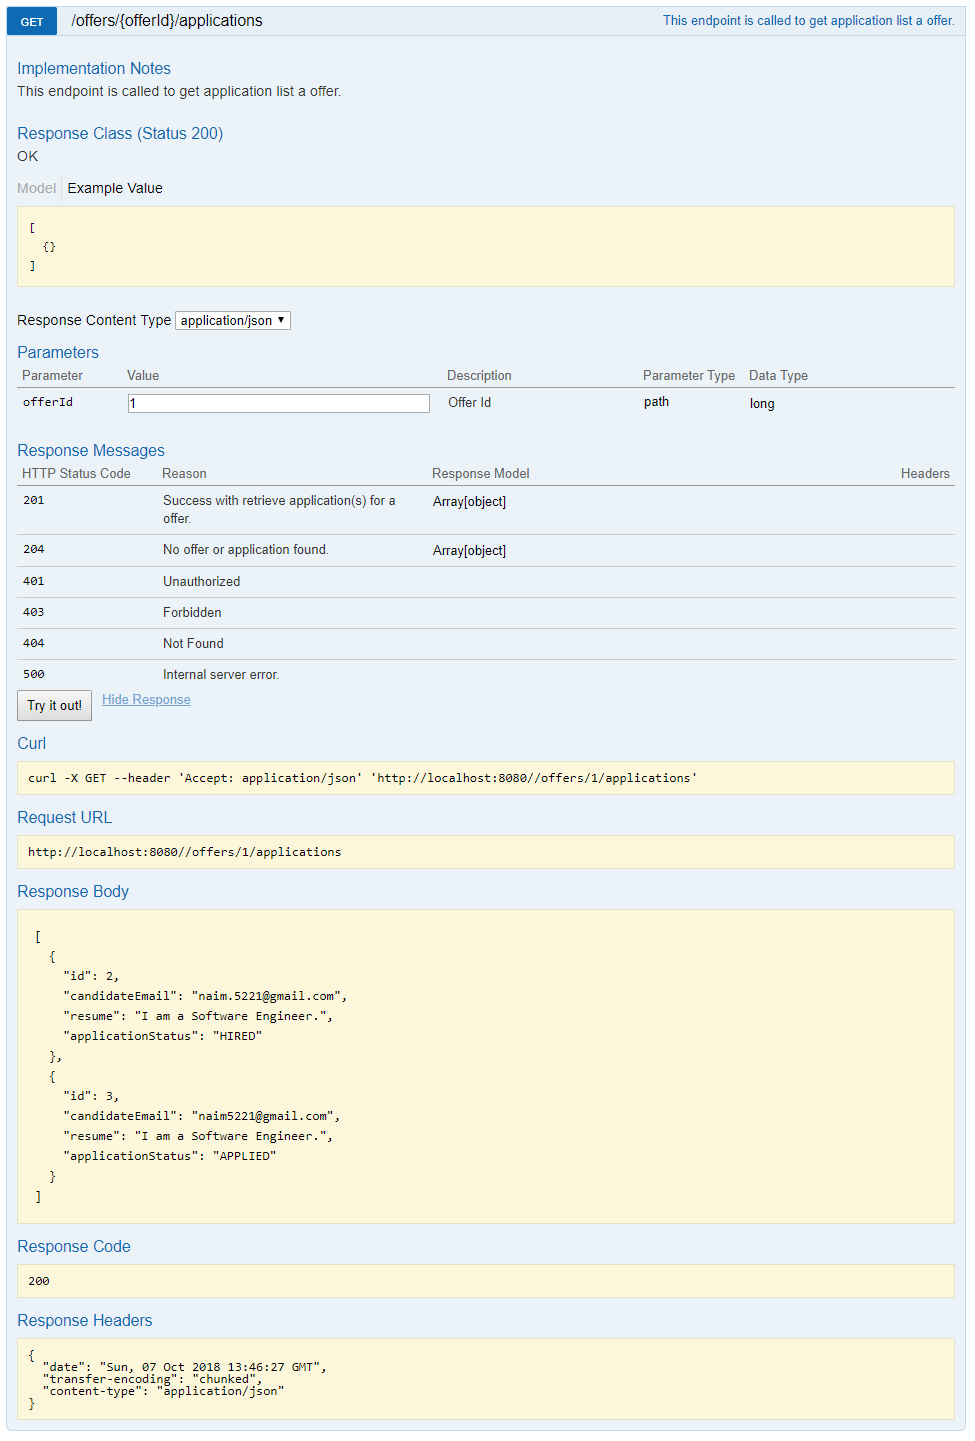 GET /offers/{offerId}/applications This endpoint is called to get application list a offer.
Implementation Notes
This endpoint is called to get application list a offer.
Response Class (Status 200)
OK
Model Example Value
[
  {}
]
Response Content Type application/json
Parameters
Parameter Value Description Parameter Type Data Type
offerId 1 Offer Id path long
Response Messages
HTTP Status Code Reason Response Model Headers
201 Success with retrieve application(s) for a Array[object]
offer.
204 No offer or application found. Array[object]
401 Unauthorized
403 Forbidden
404 Not Found
500 Internal server error.
Try it out! Hide Response
Curl
curl -X GET --header 'Accept: application/json' 'http://localhost:8080//offers/1/applications'
Request URL
http://localhost:8080//offers/1/applications
Response Body
[
  {
    "id": 2,
    "candidateEmail": "naim.5221@gmail.com",
    "resume": "I am a Software Engineer.",
    "applicationStatus": "HIRED"
  },
  {
    "id": 3,
    "candidateEmail": "naim5221@gmail.com",
    "resume": "I am a Software Engineer.",
    "applicationStatus": "APPLIED"
  }
]
Response Code
200
Response Headers
{
  "date": "Sun, 07 Oct 2018 13:46:27 GMT",
  "transfer-encoding": "chunked",
  "content-type": "application/json"
}